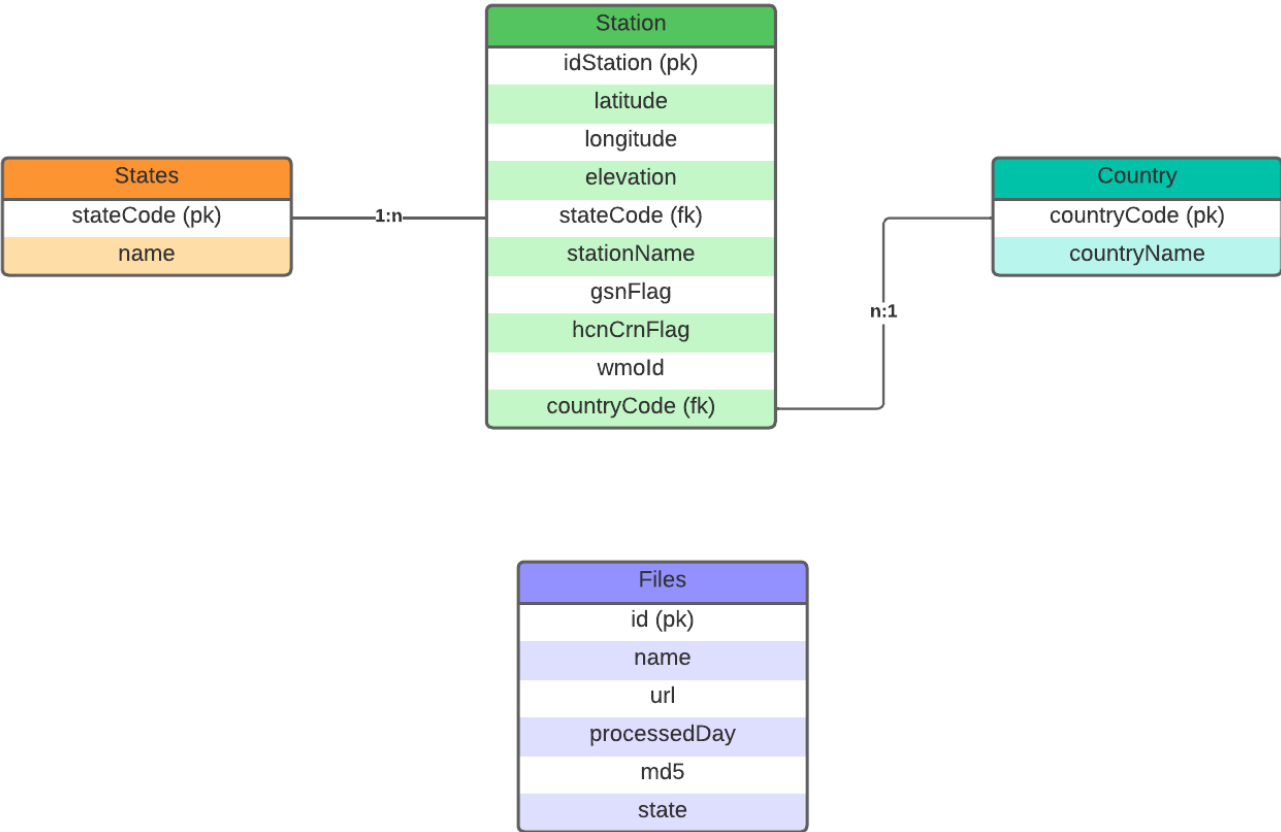 Station
idStation (pk)
latitude
longitude
elevation
stateCode (fk)
stationName
gsnFlag
hcnCrnFlag
wmoId
countryCode (fk)
States
stateCode (pk)
name
1:n
Country
countryCode (pk)
countryName
n:1
Files
id (pk)
name
url
processedDay
md5
state